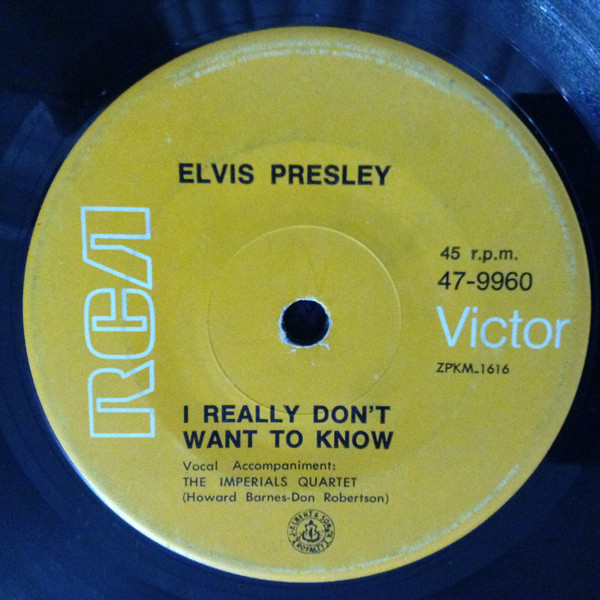 ELVIS PRESLEY
RCA
45 r.p.m.
47-9960
Victor
ZPKM-1616
I REALLY DON'T
WANT TO KNOW
Vocal Accompaniment:
THE IMPERIALS QUARTET
(Howard Barnes-Don Robertson)
ROYALTY